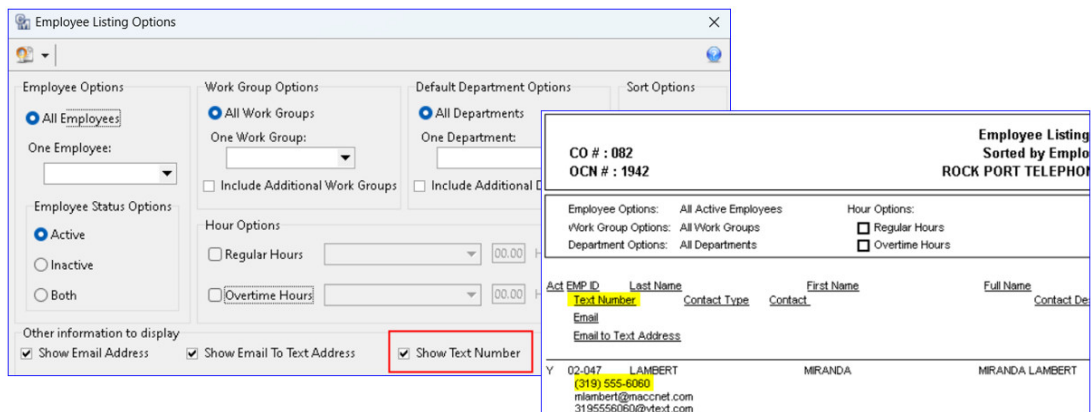 Employee Listing Options
Employee Options
All Employees
One Employee:
Employee Status Options
Active
Inactive
Both
Work Group Options
All Work Groups
One Work Group:
Include Additional Work Groups
Default Department Options
All Departments
One Department:
Include Additional D
Sort Options
Hour Options
Regular Hours 00.00 H
Overtime Hours 00.00 H
Other information to display
Show Email Address Show Email To Text Address Show Text Number
Employee Listing
CO # : 082 Sorted by Emplo
OCN # : 1942 ROCK PORT TELEPHON
Employee Options: All Active Employees Hour Options:
Work Group Options: All Work Groups Regular Hours
Department Options: All Departments Overtime Hours
Act EMP ID Last Name First Name Full Name
Text Number Contact Type Contact Contact De
Email
Email to Text Address
Y 02-047 LAMBERT MIRANDA MIRANDA LAMBERT
(319) 555-6060
mlambert@maccnet.com
3195556060@vtext.com